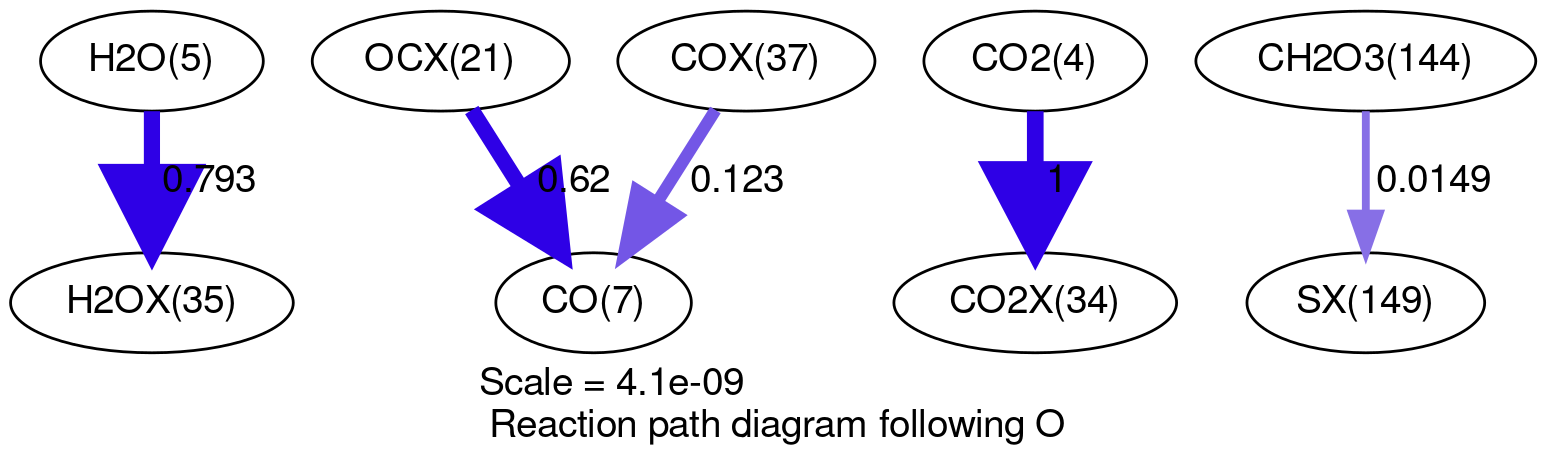 H2O(5) OCX(21) COX(37) CO2(4) CH2O3(144)
0.793 0.62 0.123 1 0.0149
H2OX(35) CO(7) CO2X(34) SX(149)
Scale = 4.1e-09
Reaction path diagram following O